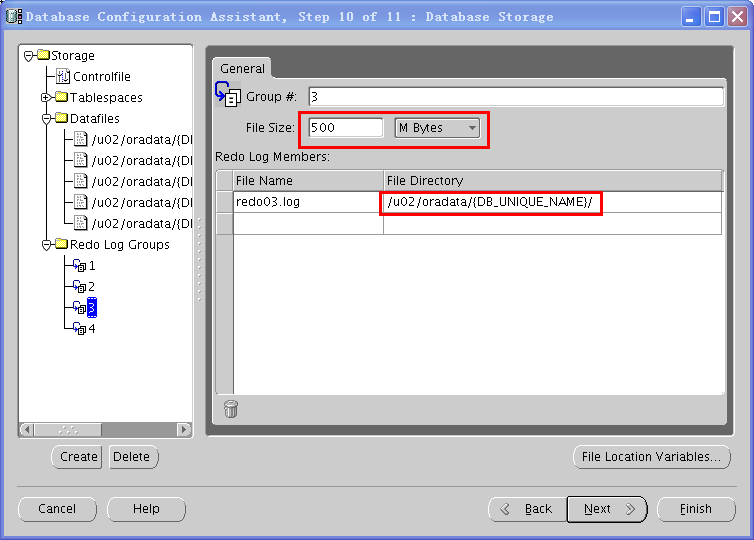 Database Configuration Assistant, Step 10 of 11 : Database Storage
Storage
Controlfile
Tablespaces
Datafiles
/u02/oradata/{DI
/u02/oradata/{DI
/u02/oradata/{DI
/u02/oradata/{DI
/u02/oradata/{DI
Redo Log Groups
1
2
3
4
Create Delete
General
Group #: 3
File Size: 500 M Bytes
Redo Log Members:
File Name File Directory
redo03.log /u02/oradata/{DB_UNIQUE_NAME}/
File Location Variables...
Cancel Help Back Next Finish